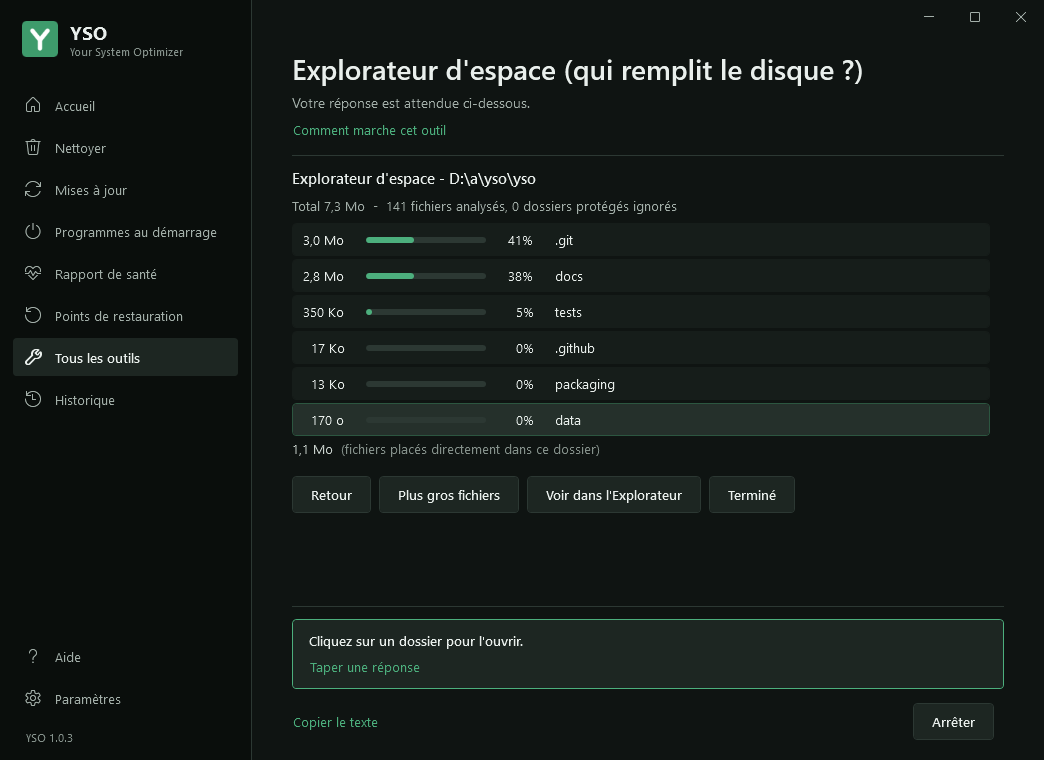 YSO
Your System Optimizer
Accueil
Nettoyer
Mises à jour
Programmes au démarrage
Rapport de santé
Points de restauration
Tous les outils
Historique
Aide
Paramètres
YSO 1.0.3
Explorateur d'espace (qui remplit le disque ?)
Votre réponse est attendue ci-dessous.
Comment marche cet outil
Explorateur d'espace - D:\a\yso\yso
Total 7,3 Mo - 141 fichiers analysés, 0 dossiers protégés ignorés
3,0 Mo 41% .git
2,8 Mo 38% docs
350 Ko 5% tests
17 Ko 0% .github
13 Ko 0% packaging
170 o 0% data
1,1 Mo (fichiers placés directement dans ce dossier)
Retour Plus gros fichiers Voir dans l'Explorateur Terminé
Cliquez sur un dossier pour l'ouvrir.
Taper une réponse
Copier le texte Arrêter